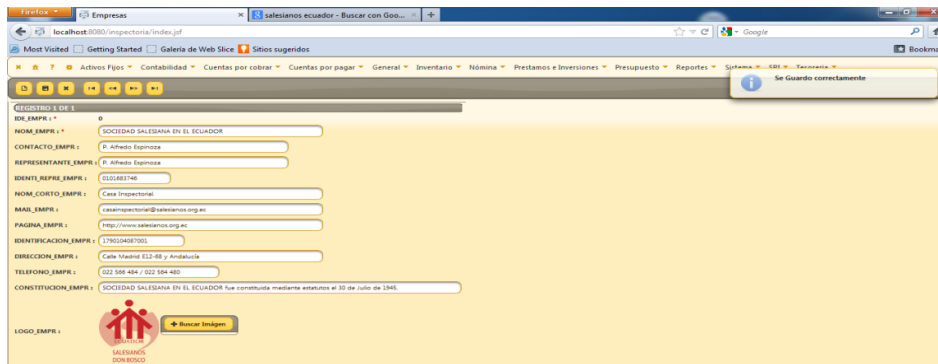 Firefox
Empresas
salesianos ecuador - Buscar con Goo...
localhost:8080/inspectoria/index.jsf
Google
Most Visited Getting Started Galería de Web Slice Sitios sugeridos
Bookma
Activos Fijos Contabilidad Cuentas por cobrar Cuentas por pagar General Inventario Nómina Prestamos e Inversiones Presupuesto Reportes Sistema SRI Tesoreria
Se Guardo correctamente
REGISTRO 1 DE 1
IDE_EMPR : * 0
NOM_EMPR : * SOCIEDAD SALESIANA EN EL ECUADOR
CONTACTO_EMPR : P. Alfredo Espinoza
REPRESENTANTE_EMPR : P. Alfredo Espinoza
IDENTI_REPRE_EMPR : 0101683746
NOM_CORTO_EMPR : Casa Inspectorial
MAIL_EMPR : casainspectorial@salesianos.org.ec
PAGINA_EMPR : http://www.salesianos.org.ec
IDENTIFICACION_EMPR : 1790104087001
DIRECCION_EMPR : Calle Madrid E12-68 y Andalucía
TELEFONO_EMPR : 022 566 484 / 022 564 480
CONSTITUCION_EMPR : SOCIEDAD SALESIANA EN EL ECUADOR fue constituida mediante estatutos el 30 de Julio de 1945.
LOGO_EMPR :
ECUADOR
SALESIANOS
DON BOSCO
Buscar Imágen